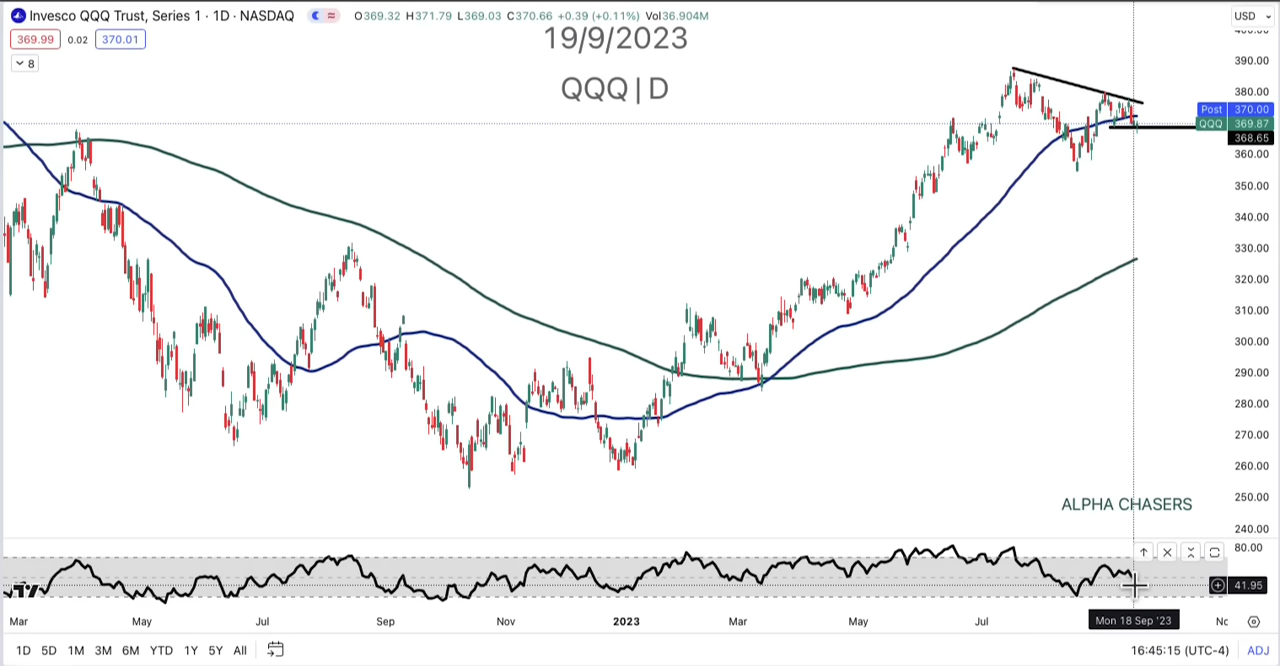 Invesco QQQ Trust, Series 1 · 1D · NASDAQ O369.32 H371.79 L369.03 C370.66 +0.39 (+0.11%) Vol36.904M
USD
369.99 0.02 370.01
19/9/2023
8
QQQ | D
400.00
390.00
380.00
Post 370.00
QQQ 369.87
368.65
360.00
350.00
340.00
330.00
320.00
310.00
300.00
290.00
280.00
270.00
260.00
250.00
240.00
ALPHA CHASERS
80.00
41.95
Mar May Jul Sep Nov 2023 Mar May Jul Mon 18 Sep '23 Nc
1D 5D 1M 3M 6M YTD 1Y 5Y All 16:45:15 (UTC-4) ADJ